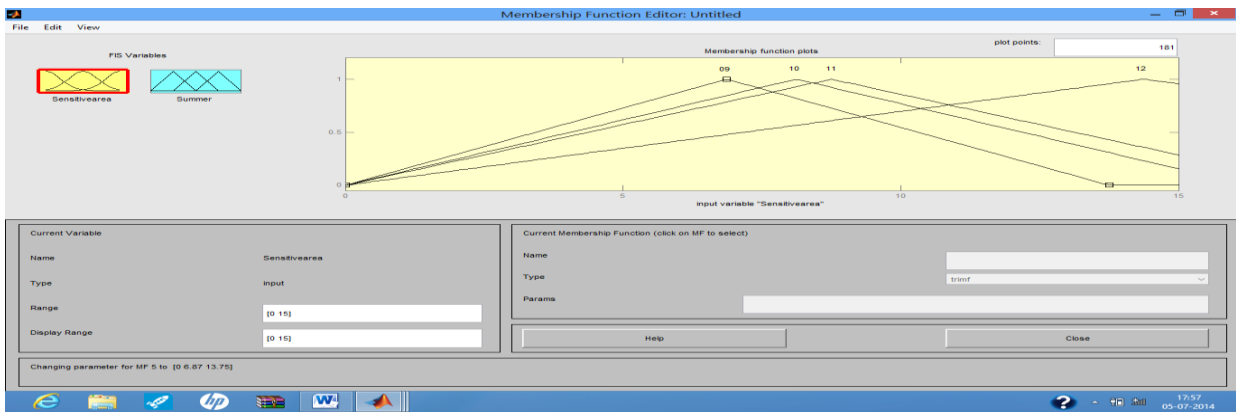 Membership Function Editor: Untitled
File Edit View
FIS Variables
Sensitivearea
Summer
Membership function plots
plot points:
181
09 10 11 12
1
0.5
0
0 5 10 15
input variable "Sensitivearea"
Current Variable
Name Sensitivearea
Type input
Range [0 15]
Display Range [0 15]
Current Membership Function (click on MF to select)
Name
Type trimf
Params
Help Close
Changing parameter for MF 5 to [0 6.87 13.75]
hp
W
?
17:57
05-07-2014